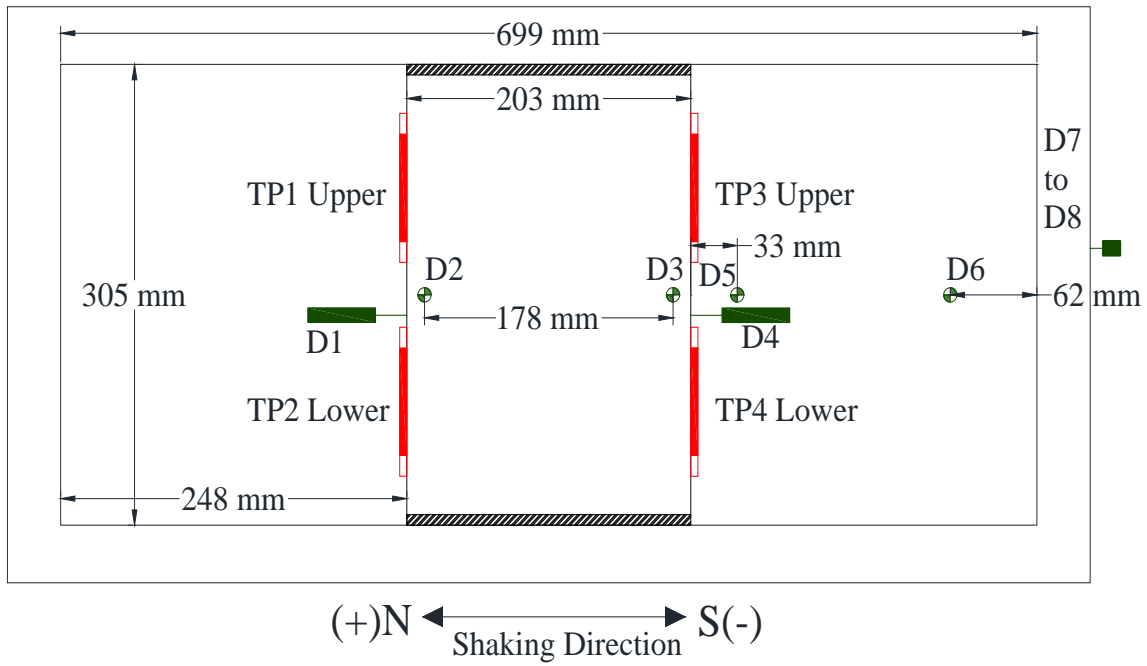 699 mm
203 mm
D7
to
D8
TP1 Upper
TP3 Upper
33 mm
D2
D3
D5
D6
305 mm
178 mm
62 mm
D1
D4
TP2 Lower
TP4 Lower
248 mm
(+)N
S(-)
Shaking Direction